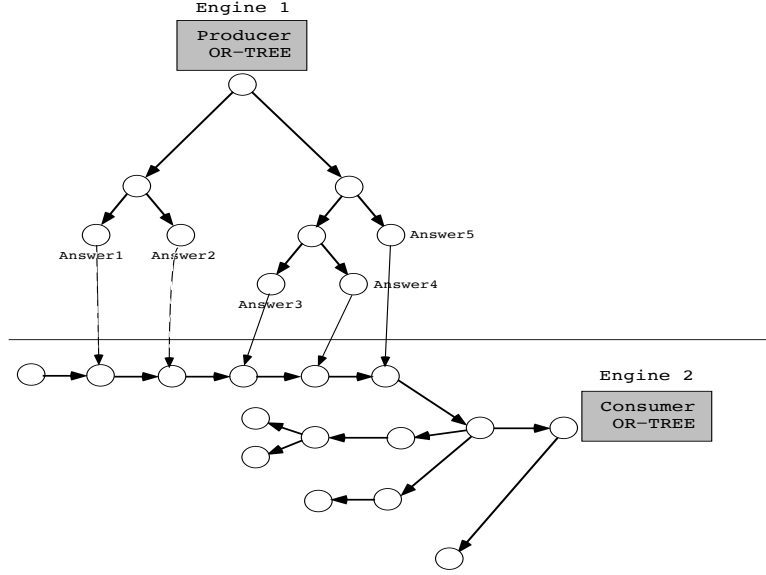 Engine 1
Producer
OR-TREE
Answer1
Answer2
Answer5
Answer3
Answer4
Engine 2
Consumer
OR-TREE